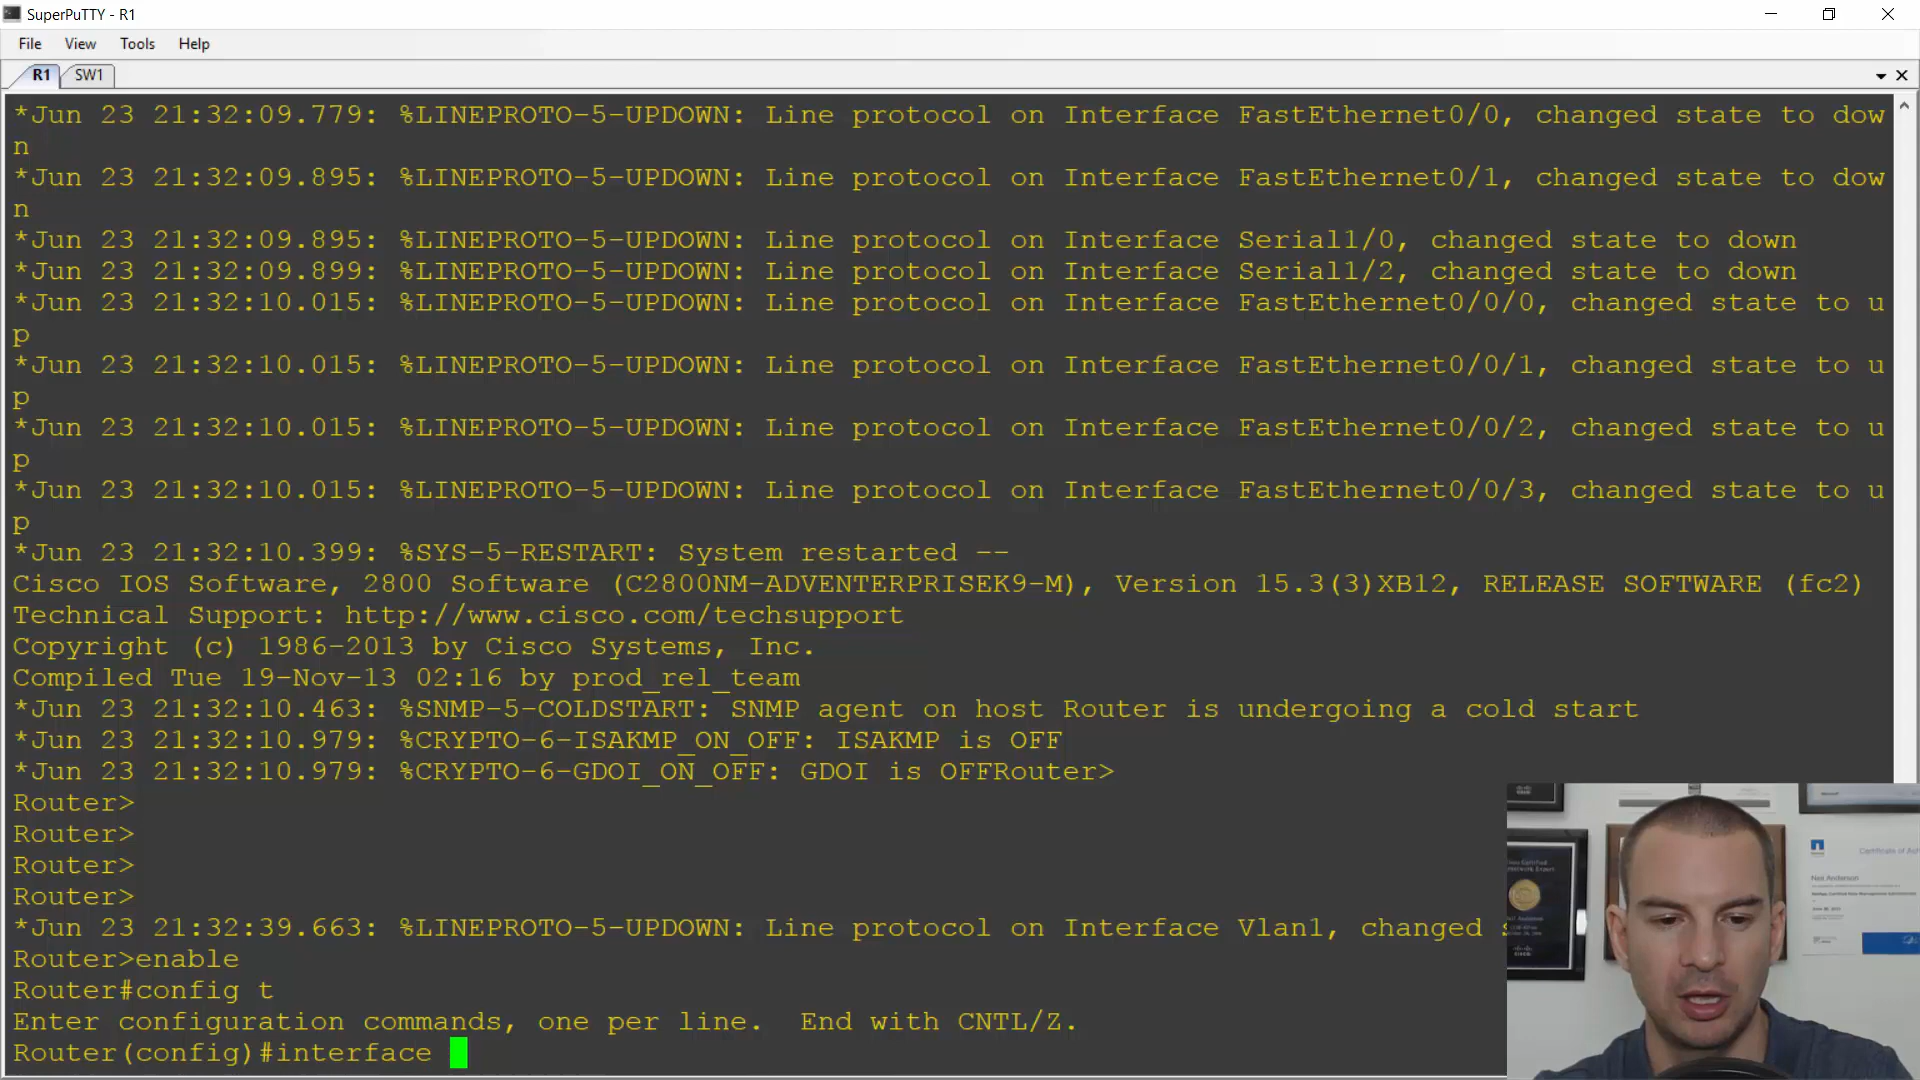 SuperPuTTY - R1
File View Tools Help
R1 SW1
*Jun 23 21:32:09.779: %LINEPROTO-5-UPDOWN: Line protocol on Interface FastEthernet0/0, changed state to dow
n
*Jun 23 21:32:09.895: %LINEPROTO-5-UPDOWN: Line protocol on Interface FastEthernet0/1, changed state to dow
n
*Jun 23 21:32:09.895: %LINEPROTO-5-UPDOWN: Line protocol on Interface Serial1/0, changed state to down
*Jun 23 21:32:09.899: %LINEPROTO-5-UPDOWN: Line protocol on Interface Serial1/2, changed state to down
*Jun 23 21:32:10.015: %LINEPROTO-5-UPDOWN: Line protocol on Interface FastEthernet0/0/0, changed state to u
p
*Jun 23 21:32:10.015: %LINEPROTO-5-UPDOWN: Line protocol on Interface FastEthernet0/0/1, changed state to u
p
*Jun 23 21:32:10.015: %LINEPROTO-5-UPDOWN: Line protocol on Interface FastEthernet0/0/2, changed state to u
p
*Jun 23 21:32:10.015: %LINEPROTO-5-UPDOWN: Line protocol on Interface FastEthernet0/0/3, changed state to u
p
*Jun 23 21:32:10.399: %SYS-5-RESTART: System restarted --
Cisco IOS Software, 2800 Software (C2800NM-ADVENTERPRISEK9-M), Version 15.3(3)XB12, RELEASE SOFTWARE (fc2)
Technical Support: http://www.cisco.com/techsupport
Copyright (c) 1986-2013 by Cisco Systems, Inc.
Compiled Tue 19-Nov-13 02:16 by prod_rel_team
*Jun 23 21:32:10.463: %SNMP-5-COLDSTART: SNMP agent on host Router is undergoing a cold start
*Jun 23 21:32:10.979: %CRYPTO-6-ISAKMP_ON_OFF: ISAKMP is OFF
*Jun 23 21:32:10.979: %CRYPTO-6-GDOI_ON_OFF: GDOI is OFFRouter>
Router>
Router>
Router>
Router>
*Jun 23 21:32:39.663: %LINEPROTO-5-UPDOWN: Line protocol on Interface Vlan1, changed
Router>enable
Router#config t
Enter configuration commands, one per line.  End with CNTL/Z.
Router(config)#interface
Neil Anderson